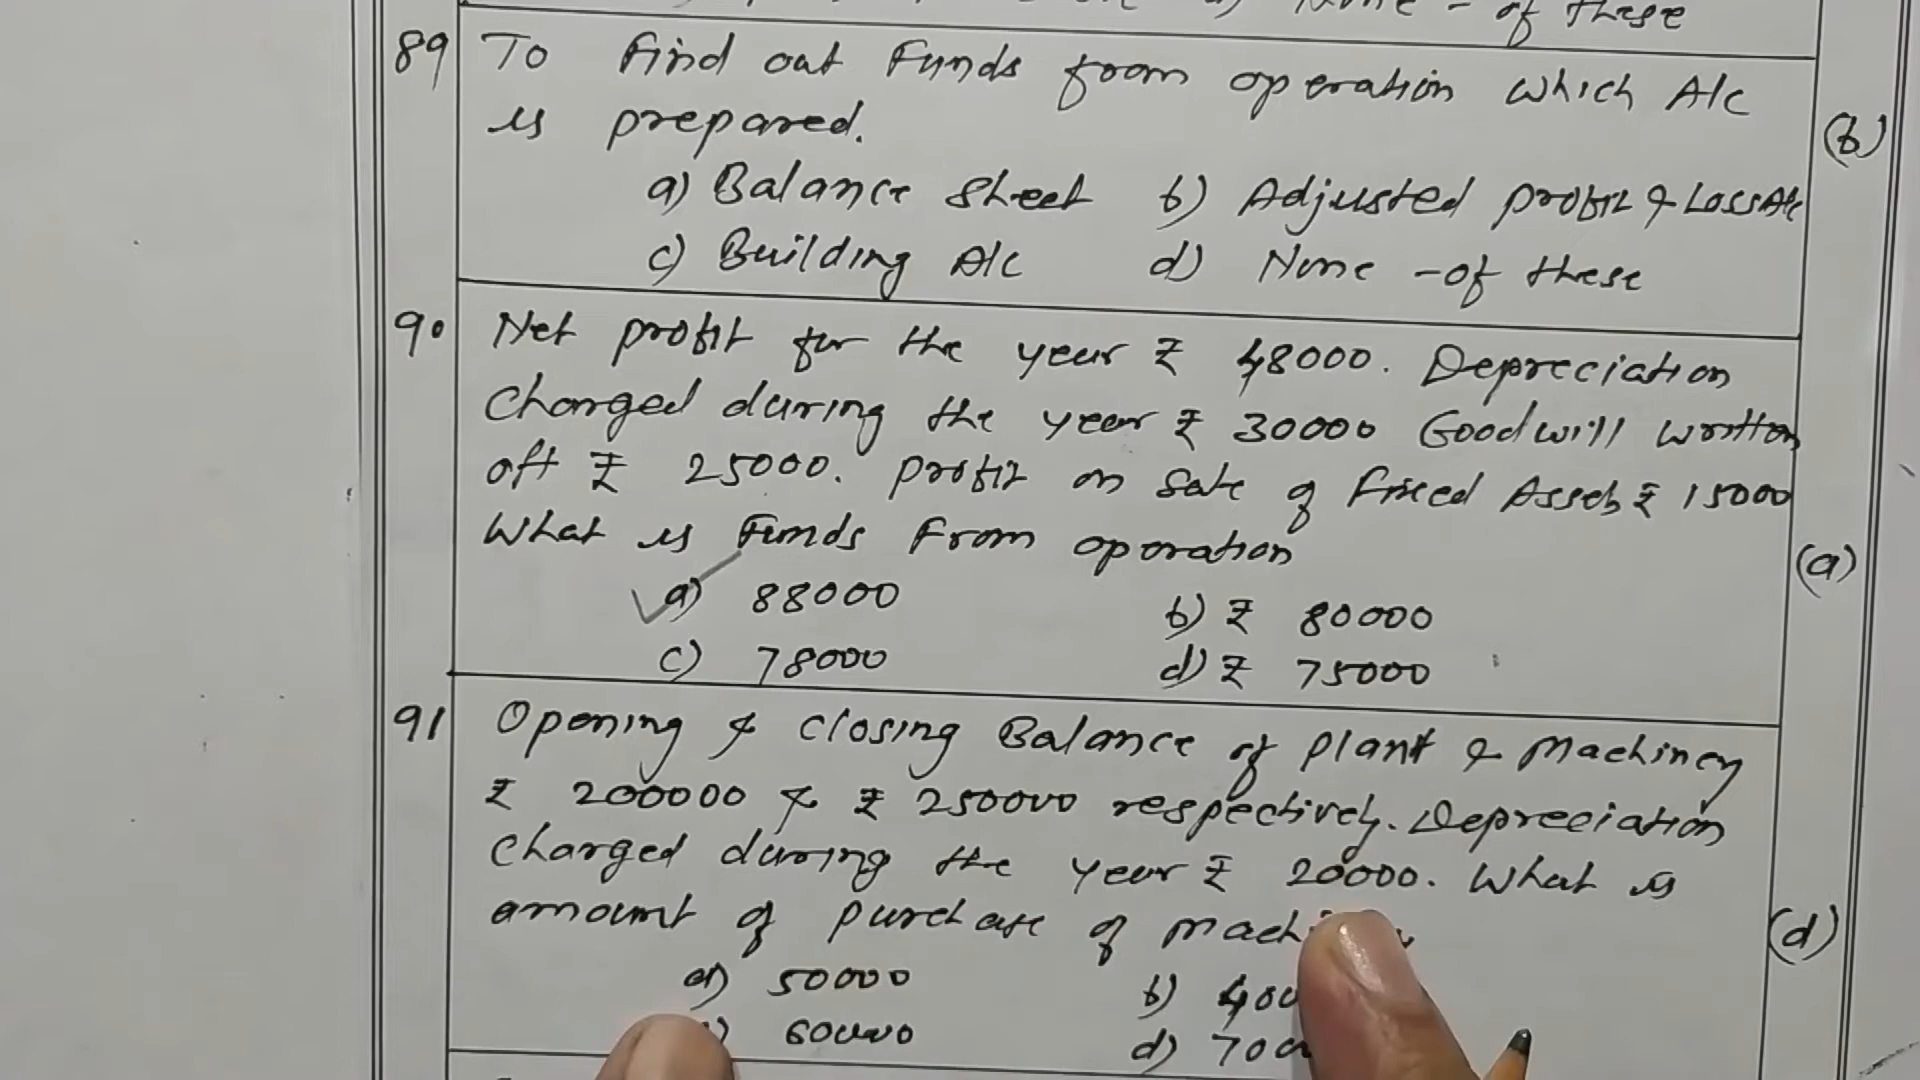 None - of these
89 To Find out Funds from operation which A/c
is prepared.
(b)
a) Balance sheet b) Adjusted profit & Loss A/c
c) Building A/c d) None - of these
90 Net profit for the year ₹ 48000. Depreciation
charged during the year ₹ 30000 Goodwill written
off ₹ 25000. profit on sale of fixed Assets ₹ 15000
What is Funds From operation
(a)
a) 88000 b) ₹ 80000
c) 78000 d) ₹ 75000
91 Opening & closing Balance of plant & machinery
₹ 200000 & ₹ 250000 respectively. Depreciation
charged during the year ₹ 20000. What is
amount of purchase of
(d)
a) 50000 b)
60000 d)